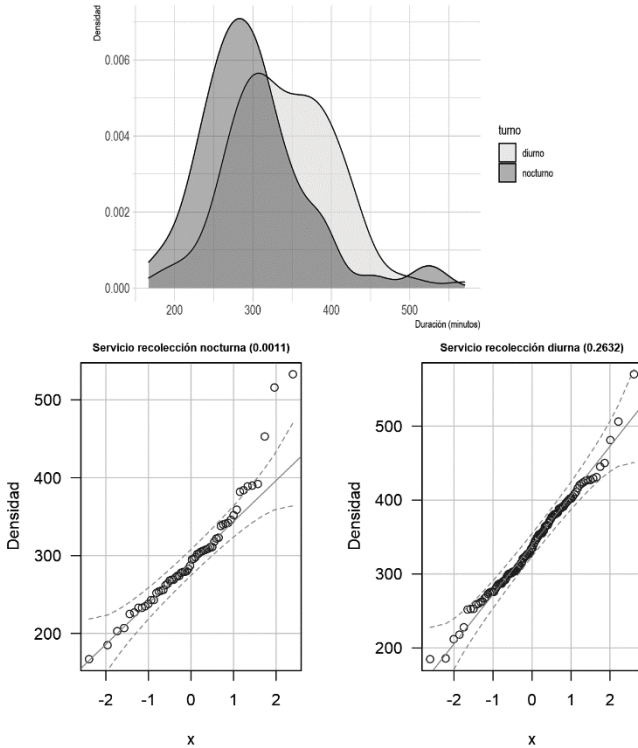 Densidad
0.006
0.004
0.002
0.000
200 300 400 500
Duración (minutos)
turno
diurno
nocturno
Servicio recolección nocturna (0.0011)
Densidad
500
400
300
200
-2 -1 0 1 2
x
Servicio recolección diurna (0.2632)
Densidad
500
400
300
200
-2 -1 0 1 2
x